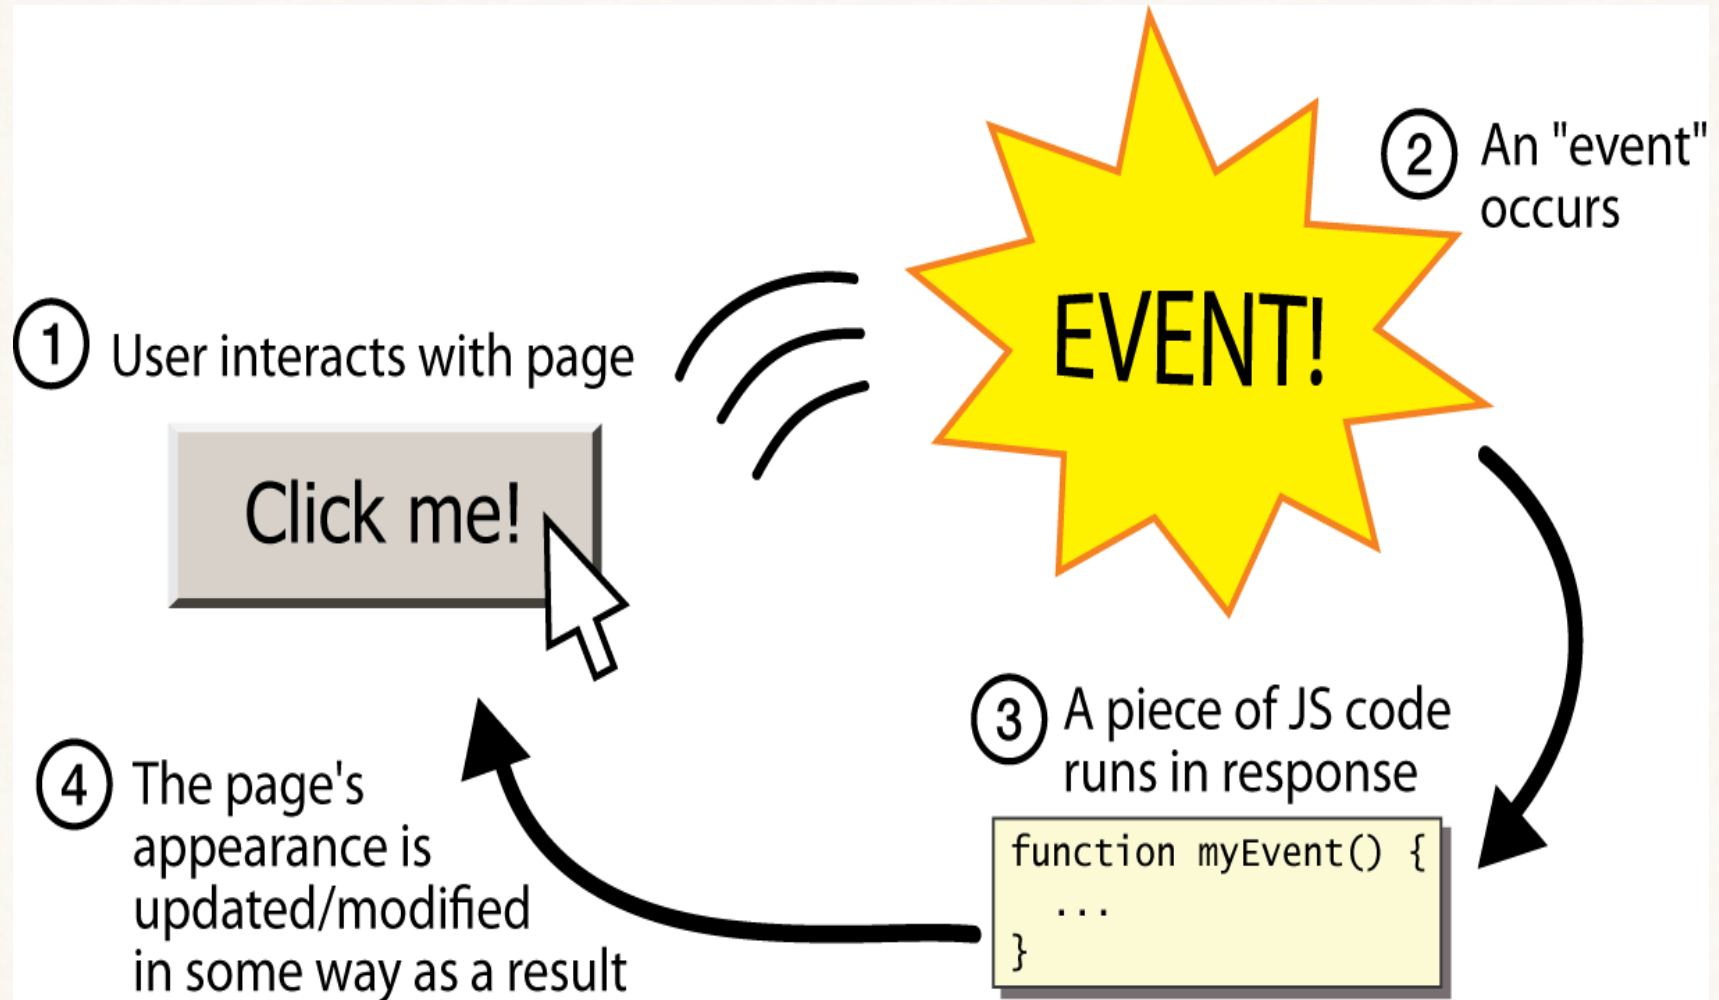 1 User interacts with page
Click me!
EVENT!
2 An "event"
occurs
3 A piece of JS code
runs in response
function myEvent() {
...
}
4 The page's
appearance is
updated/modified
in some way as a result